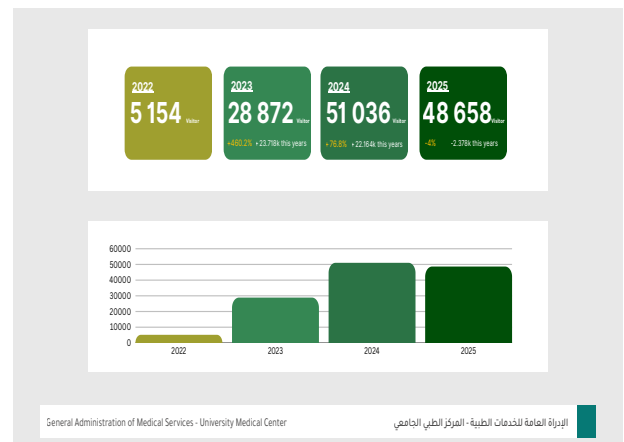 2022
5 154 Visitor
2023
28 872 Visitor
+460.2% +23.718k this years
2024
51 036 Visitor
+76.8% +22.164k this years
2025
48 658 Visitor
-4% -2.378k this years
60000
50000
40000
30000
20000
10000
0
2022 2023 2024 2025
General Administration of Medical Services - University Medical Center
الإدراة العامة للخدمات الطبية - المركز الطبي الجامعي